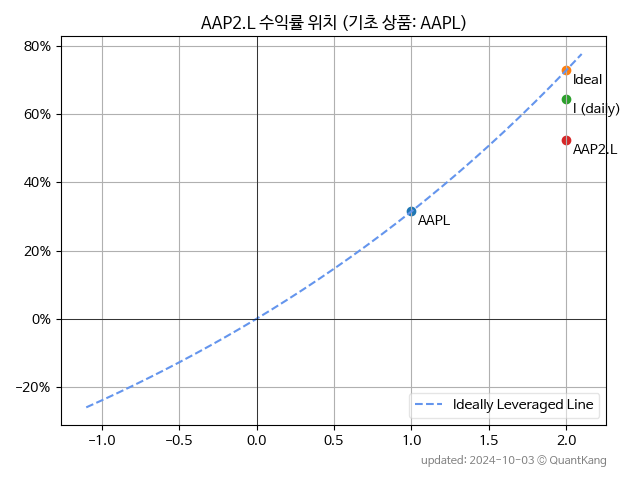 AAP2.L 수익률 위치 (기초 상품: AAPL)
80%
60%
40%
20%
0%
−20%
Ideal
I (daily)
AAP2.L
AAPL
Ideally Leveraged Line
−1.0 −0.5 0.0 0.5 1.0 1.5 2.0
updated: 2024-10-03 © QuantKang